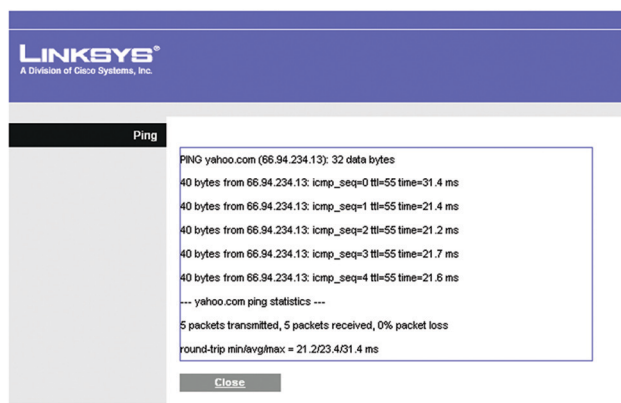 LINKSYS®
A Division of Cisco Systems, Inc.
Ping
PING yahoo.com (66.94.234.13): 32 data bytes
40 bytes from 66.94.234.13: icmp_seq=0 ttl=55 time=31.4 ms
40 bytes from 66.94.234.13: icmp_seq=1 ttl=55 time=21.4 ms
40 bytes from 66.94.234.13: icmp_seq=2 ttl=55 time=21.2 ms
40 bytes from 66.94.234.13: icmp_seq=3 ttl=55 time=21.7 ms
40 bytes from 66.94.234.13: icmp_seq=4 ttl=55 time=21.6 ms
--- yahoo.com ping statistics ---
5 packets transmitted, 5 packets received, 0% packet loss
round-trip min/avg/max = 21.2/23.4/31.4 ms
Close